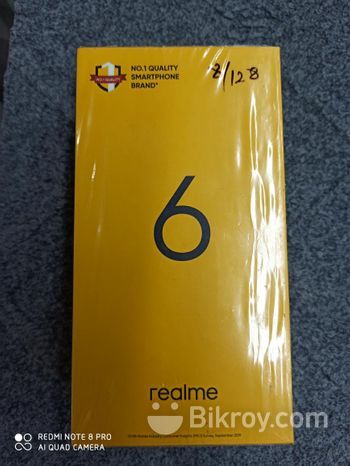 NO.1 QUALITY
SMARTPHONE
BRAND*
8/128
6
realme
Bikroy.com
REDMI NOTE 8 PRO
AI QUAD CAMERA